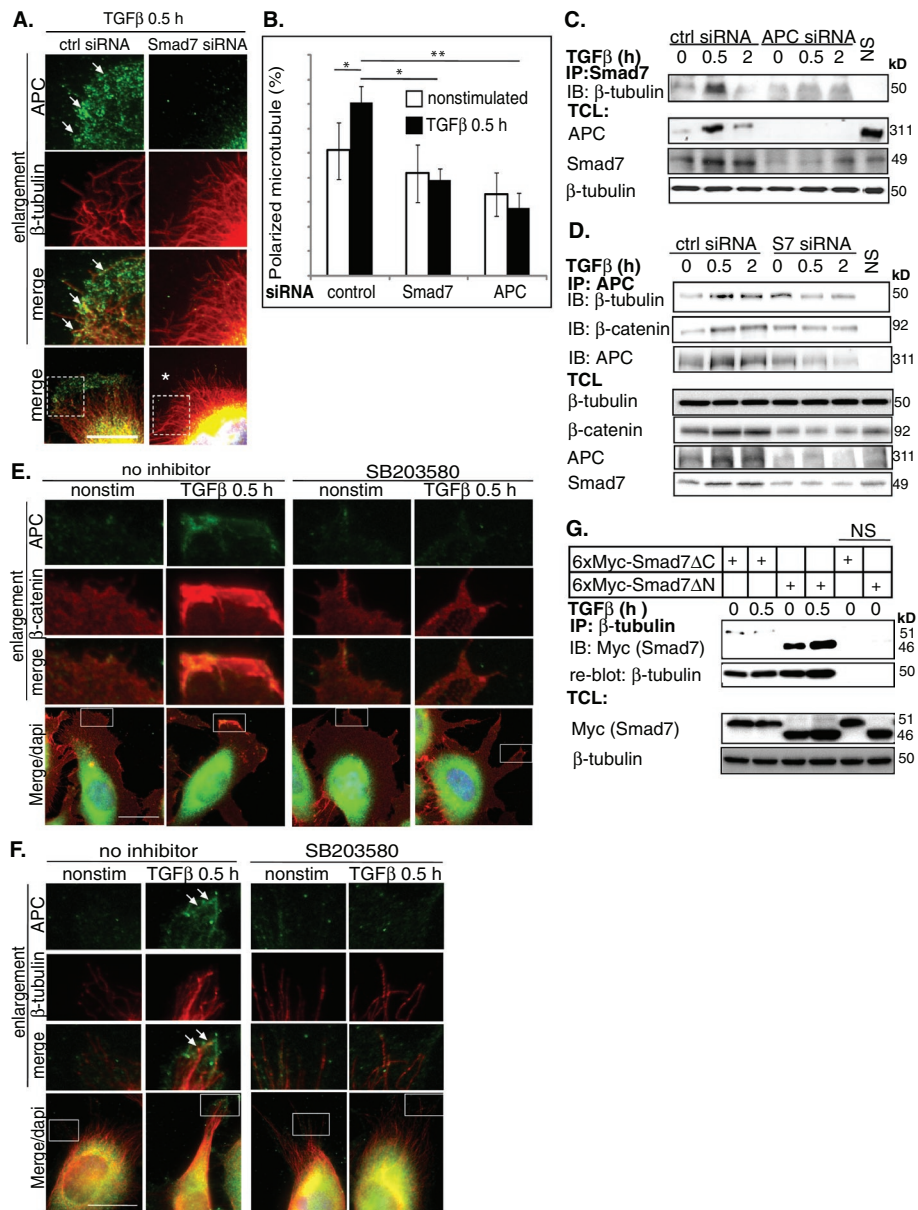 A.
TGFβ 0.5 h
ctrl siRNA Smad7 siRNA
enlargement
APC
β-tubulin
merge
merge
*
B.
Polarized microtubule (%)
* * **
nonstimulated
TGFβ 0.5 h
siRNA control Smad7 APC
C.
ctrl siRNA APC siRNA NS
TGFβ (h) 0 0.5 2 0 0.5 2 kD
IP:Smad7
IB: β-tubulin 50
TCL:
APC 311
Smad7 49
β-tubulin 50
D.
ctrl siRNA S7 siRNA NS
TGFβ (h) 0 0.5 2 0 0.5 2 kD
IP: APC
IB: β-tubulin 50
IB: β-catenin 92
IB: APC 311
TCL
β-tubulin 50
β-catenin 92
APC 311
Smad7 49
E.
no inhibitor SB203580
nonstim TGFβ 0.5 h nonstim TGFβ 0.5 h
enlargement
APC
β-catenin
merge
Merge/dapi
F.
no inhibitor SB203580
nonstim TGFβ 0.5 h nonstim TGFβ 0.5 h
enlargement
APC
β-tubulin
merge
Merge/dapi
G.
NS
6xMyc-Smad7ΔC + + +
6xMyc-Smad7ΔN + + +
TGFβ (h ) 0 0.5 0 0.5 0 0 kD
IP: β-tubulin 51
IB: Myc (Smad7) 46
re-blot: β-tubulin 50
TCL:
Myc (Smad7) 51
46
β-tubulin 50